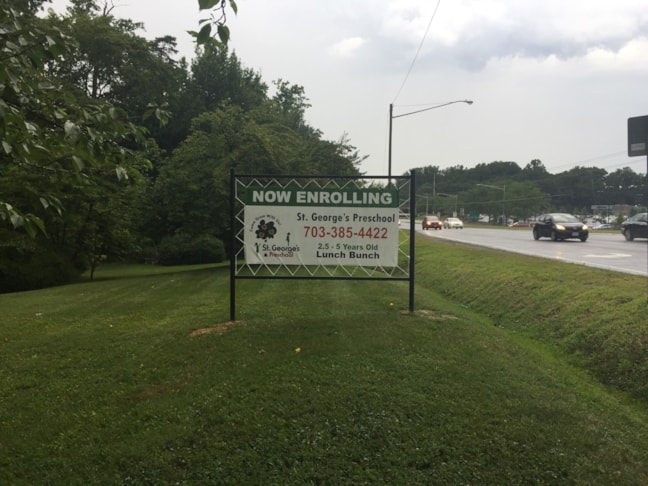 NOW ENROLLING
St. George's Preschool
703-385-4422
2.5 - 5 Years Old
Lunch Bunch
St. George's
Preschool